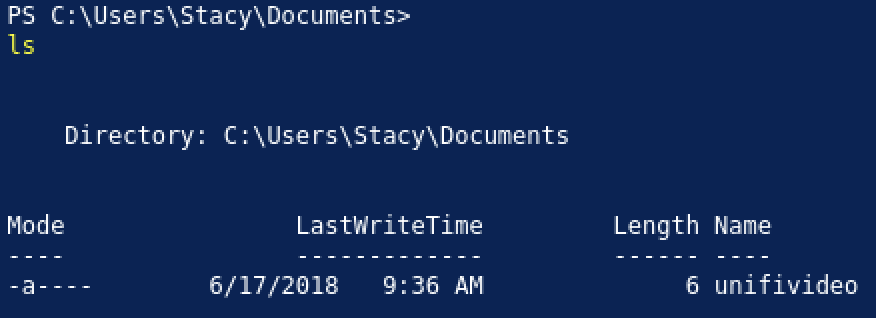 PS C:\Users\Stacy\Documents>
ls
Directory: C:\Users\Stacy\Documents
Mode LastWriteTime Length Name
---- ------------- ------ ----
-a---- 6/17/2018 9:36 AM 6 unifivideo